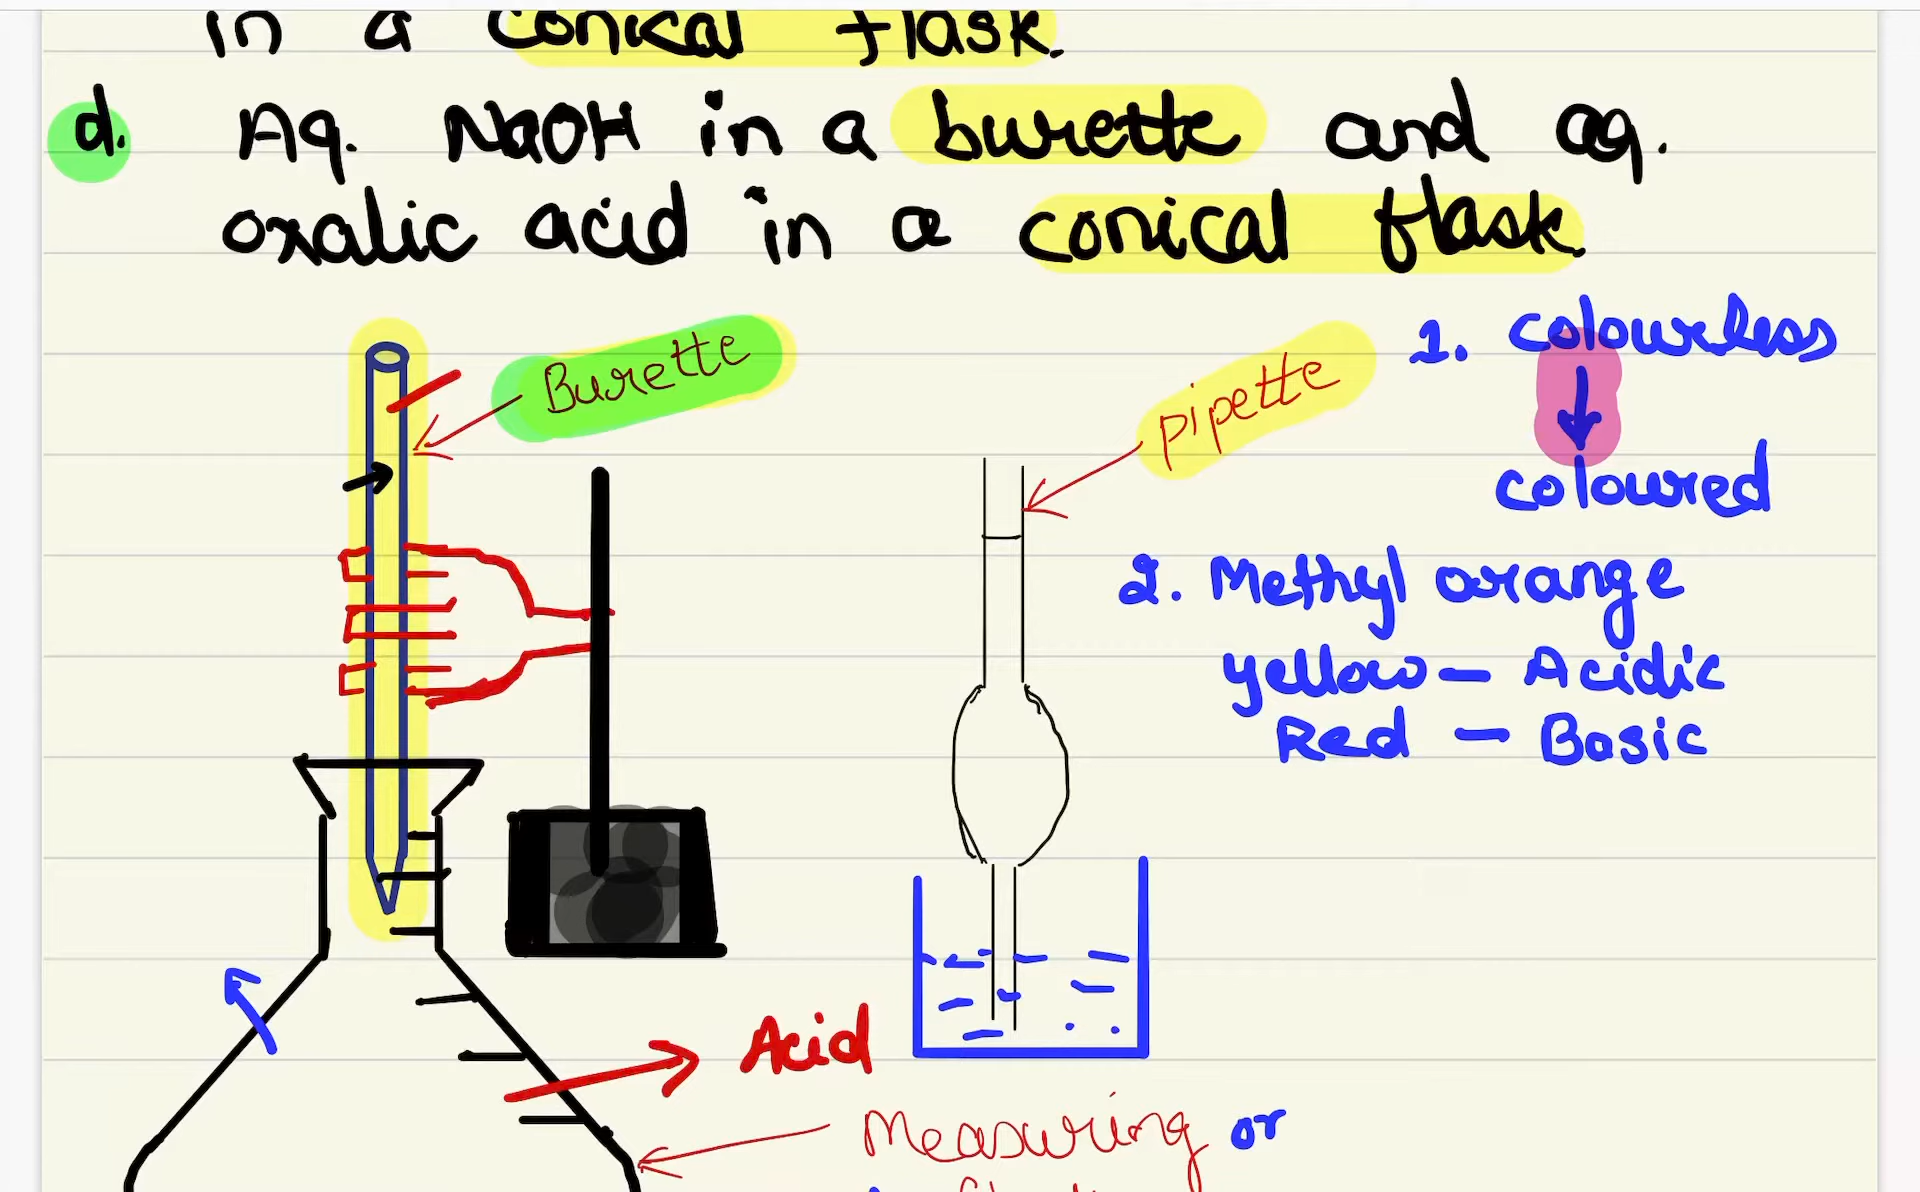 in a conical flask.
d. Aq. NaOH in a burette and aq.
oxalic acid in a conical flask.
Burette
pipette
1. colourless
coloured
2. Methyl orange
yellow — Acidic
Red — Basic
Acid
Measuring or